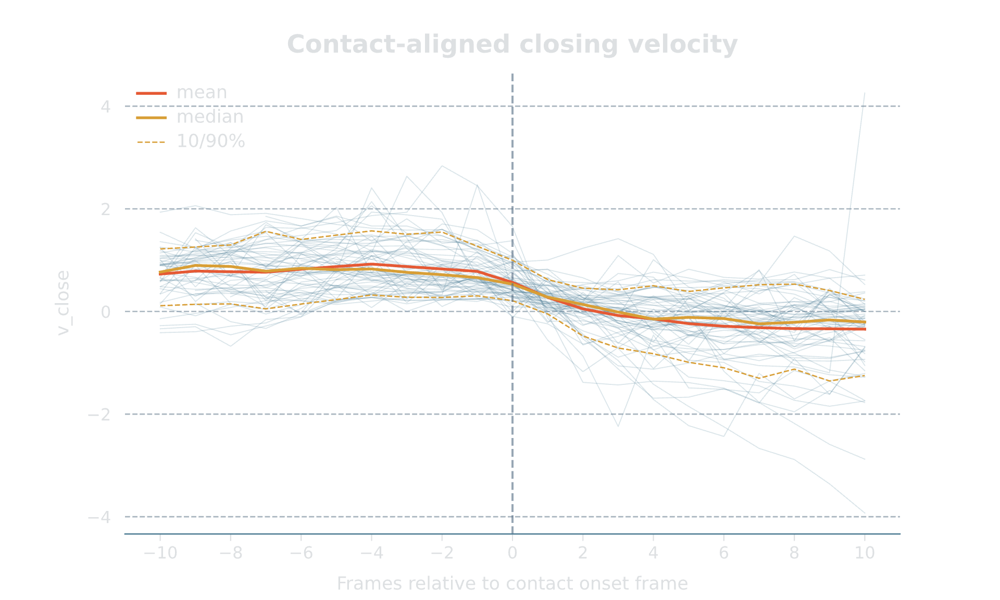 Contact-aligned closing velocity
mean
median
10/90%
4
2
0
−2
−4
v_close
−10 −8 −6 −4 −2 0 2 4 6 8 10
Frames relative to contact onset frame